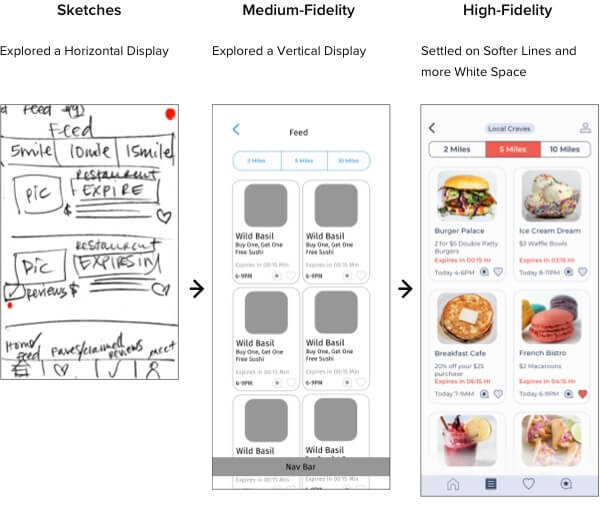 Sketches
Explored a Horizontal Display
Feed
Feed
5mile 10mile 15mile
pic
Restaurant
EXPIRE
$
pic
Restaurant
EXPIRES IN
reviews $
Home/
Feed Faves/claimed reviews meet
Medium-Fidelity
Explored a Vertical Display
Feed
2 Miles 5 Miles 10 Miles
Wild Basil
Buy One, Get One
Free Sushi
Expires in 00:15 Min
6-9PM
Wild Basil
Buy One, Get One
Free Sushi
Expires in 00:15 Min
6-9PM
Wild Basil
Buy One, Get One
Free Sushi
Expires in 00:15 Min
6-9PM
Wild Basil
Buy One, Get One
Free Sushi
Expires in 00:15 Min
6-9PM
Wild Basil
Wild Basil
Nav Bar
Expires in 00:15 Min
Expires in 00:15 Min
High-Fidelity
Settled on Softer Lines and
more White Space
Local Craves
2 Miles 5 Miles 10 Miles
Burger Palace
2 for $5 Double Patty
Burgers
Expires in 00:15 Hr
Today 4-6PM
Ice Cream Dream
$3 Waffle Bowls
Expires in 03:15 Hr
Today 8-11PM
Breakfast Cafe
20% off your $25
purchase
Expires in 06:15 Hr
Today 7-9AM
French Bistro
$2 Macaroons
Expires in 04:15 Hr
Today 6-9PM